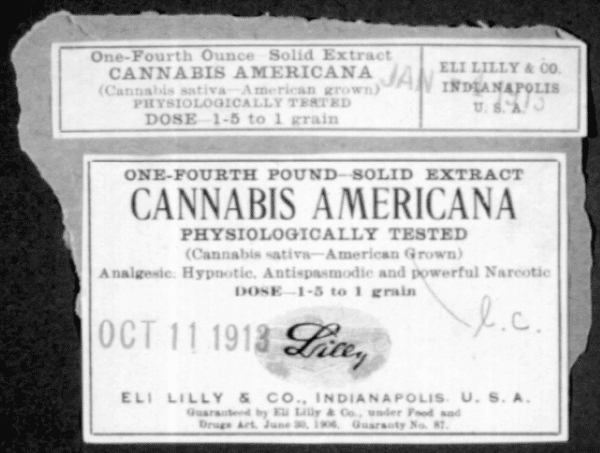 One-Fourth Ounce—Solid Extract
CANNABIS AMERICANA
(Cannabis sativa—American grown)
PHYSIOLOGICALLY TESTED
DOSE—1-5 to 1 grain
ELI LILLY & CO.
INDIANAPOLIS
U. S. A.
JAN
ONE-FOURTH POUND—SOLID EXTRACT
CANNABIS AMERICANA
PHYSIOLOGICALLY TESTED
(Cannabis sativa—American Grown)
Analgesic, Hypnotic, Antispasmodic and powerful Narcotic
DOSE—1-5 to 1 grain
OCT 11 1913
Lilly
l.c.
ELI LILLY & CO., INDIANAPOLIS. U. S. A.
Guaranteed by Eli Lilly & Co., under Food and
Drugs Act, June 30, 1906. Guaranty No. 87.